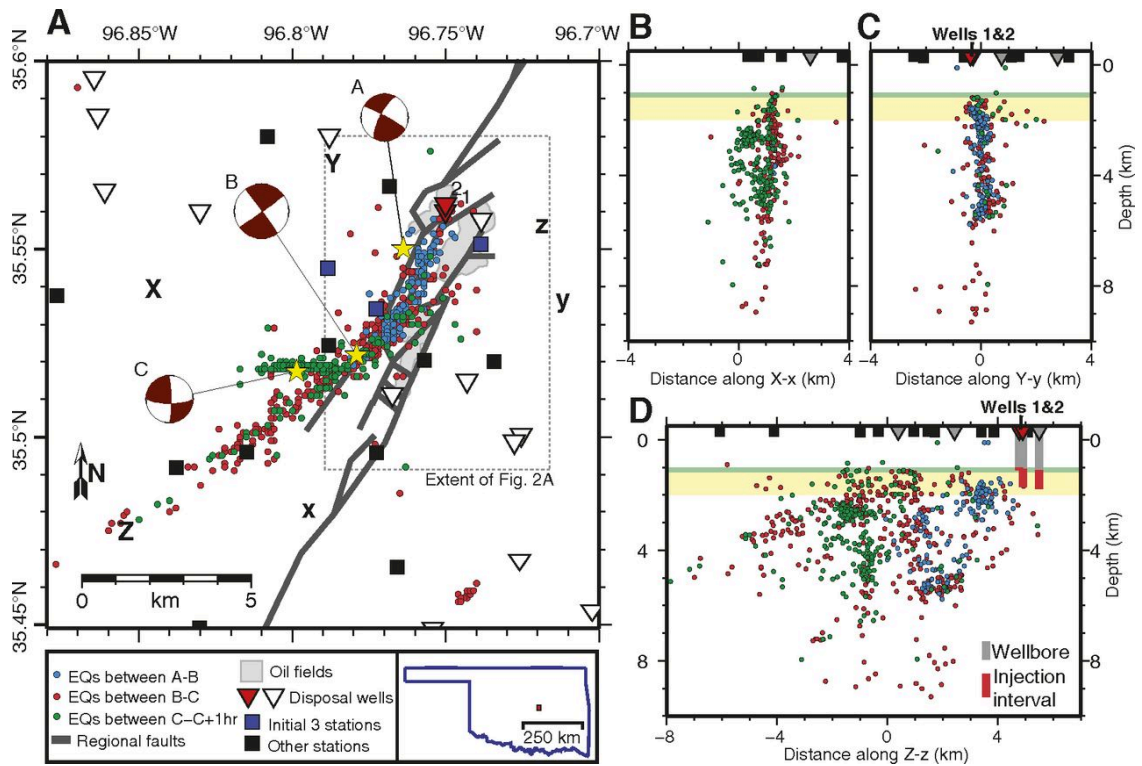 A
96.85°W
96.8°W
96.75°W
96.7°W
35.6°N
35.55°N
35.5°N
35.45°N
A
B
C
Y
X
Z
z
y
x
2
1
N
Extent of Fig. 2A
0 km 5
B
−4 0 4
Distance along X-x (km)
C
Wells 1&2
0
4
8
Depth (km)
−4 0 4
Distance along Y-y (km)
D
Wells 1&2
0
4
8
0
4
8
Depth (km)
Wellbore
Injection
interval
−8 −4 0 4
Distance along Z-z (km)
EQs between A-B
EQs between B-C
EQs between C−C+1hr
Regional faults
Oil fields
Disposal wells
Initial 3 stations
Other stations
250 km